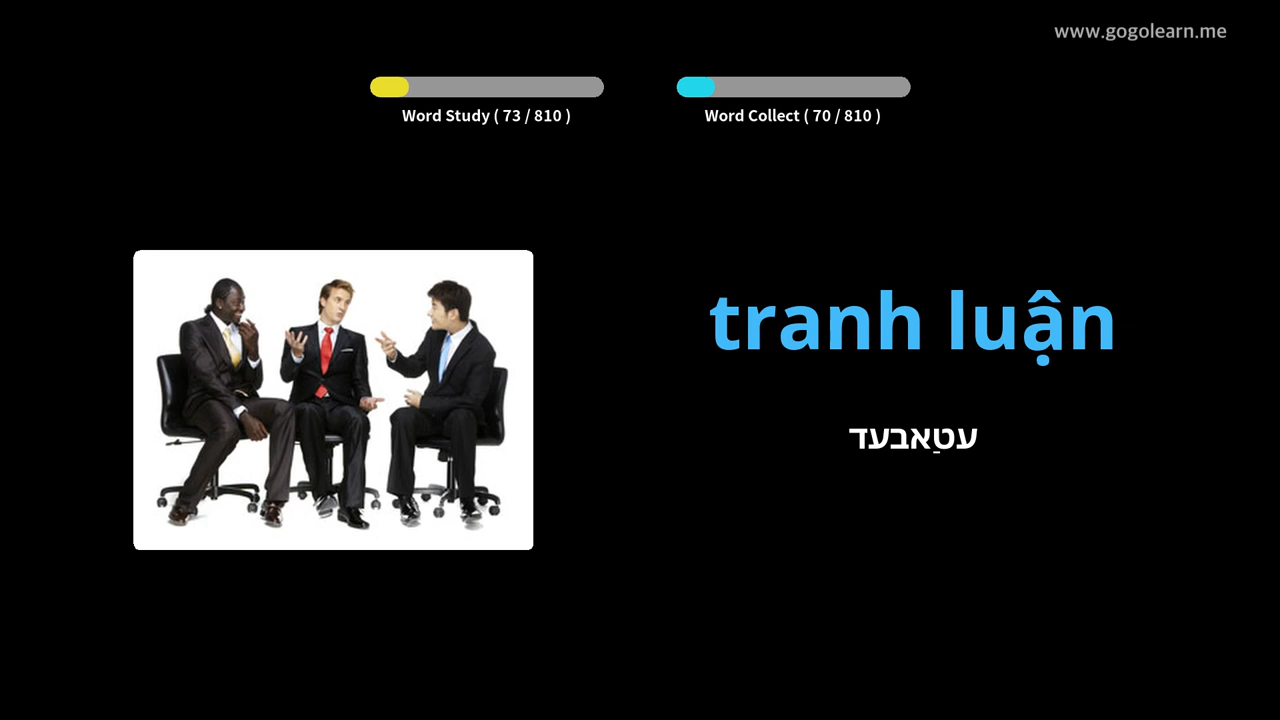 www.gogolearn.me
Word Study ( 73 / 810 )
Word Collect ( 70 / 810 )
tranh luận
עטַאבעד